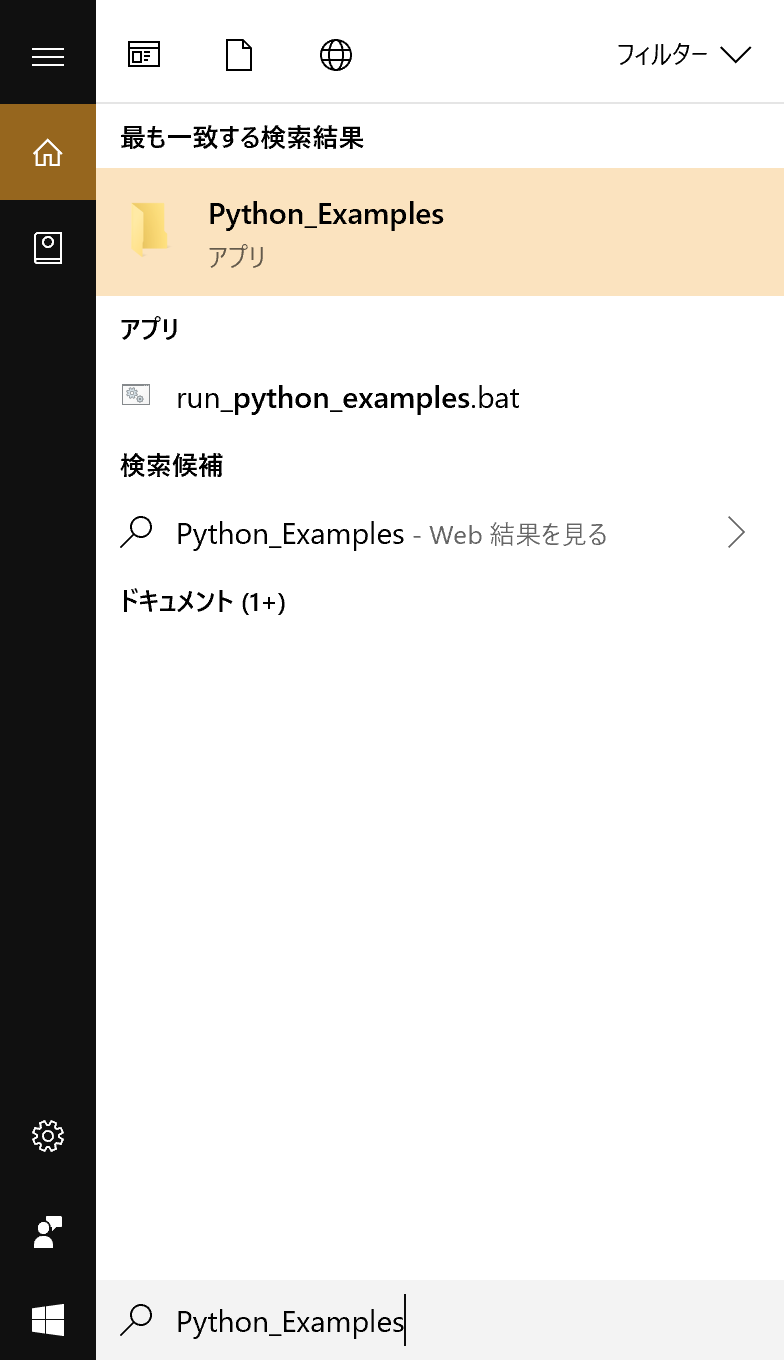 フィルター
最も一致する検索結果
Python_Examples
アプリ
アプリ
run_python_examples.bat
検索候補
Python_Examples - Web 結果を見る
ドキュメント (1+)
Python_Examples